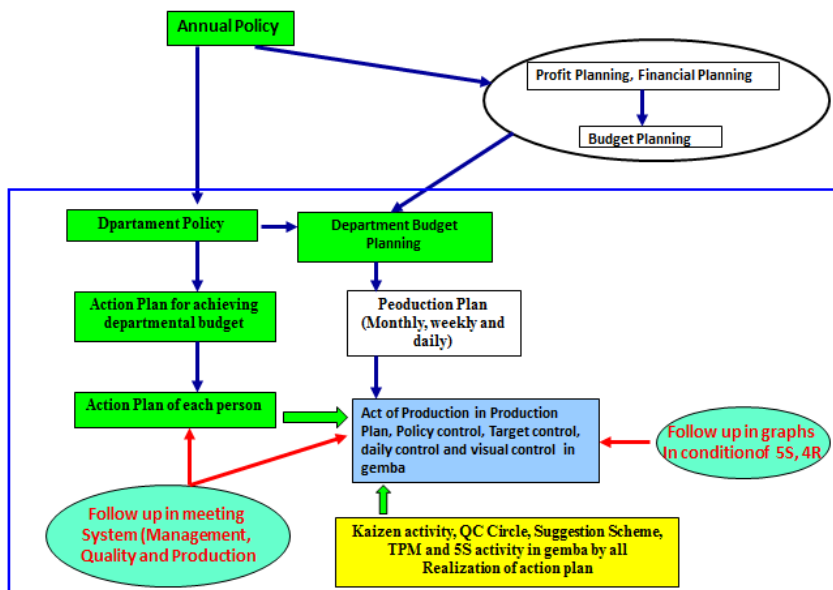 Annual Policy
Profit Planning, Financial Planning
Budget Planning
Dpartament Policy
Department Budget
Planning
Action Plan for achieving
departmental budget
Peoduction Plan
(Monthly, weekly and
daily)
Action Plan of each person
Act of Production in Production
Plan, Policy control, Target control,
daily control and visual control in
gemba
Follow up in graphs
In conditionof 5S, 4R
Follow up in meeting
System (Management,
Quality and Production
Kaizen activity, QC Circle, Suggestion Scheme,
TPM and 5S activity in gemba by all
Realization of action plan